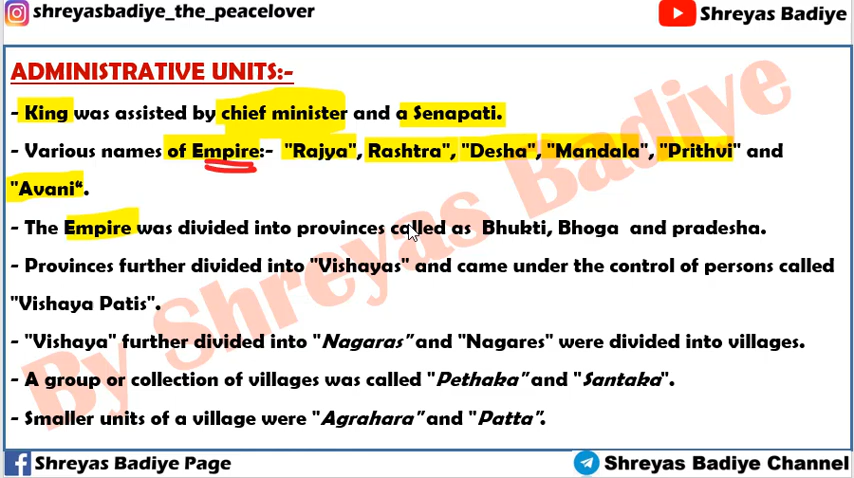 shreyasbadiye_the_peacelover
Shreyas Badiye
ADMINISTRATIVE UNITS:-
- King was assisted by chief minister and a Senapati.
- Various names of Empire:- "Rajya", Rashtra", "Desha", "Mandala", "Prithvi" and
"Avani“.
- The Empire was divided into provinces called as Bhukti, Bhoga and pradesha.
- Provinces further divided into "Vishayas" and came under the control of persons called
"Vishaya Patis".
- "Vishaya" further divided into "Nagaras" and "Nagares" were divided into villages.
- A group or collection of villages was called "Pethaka" and "Santaka".
- Smaller units of a village were "Agrahara" and "Patta".
By Shreyas Badiye
Shreyas Badiye Page
Shreyas Badiye Channel